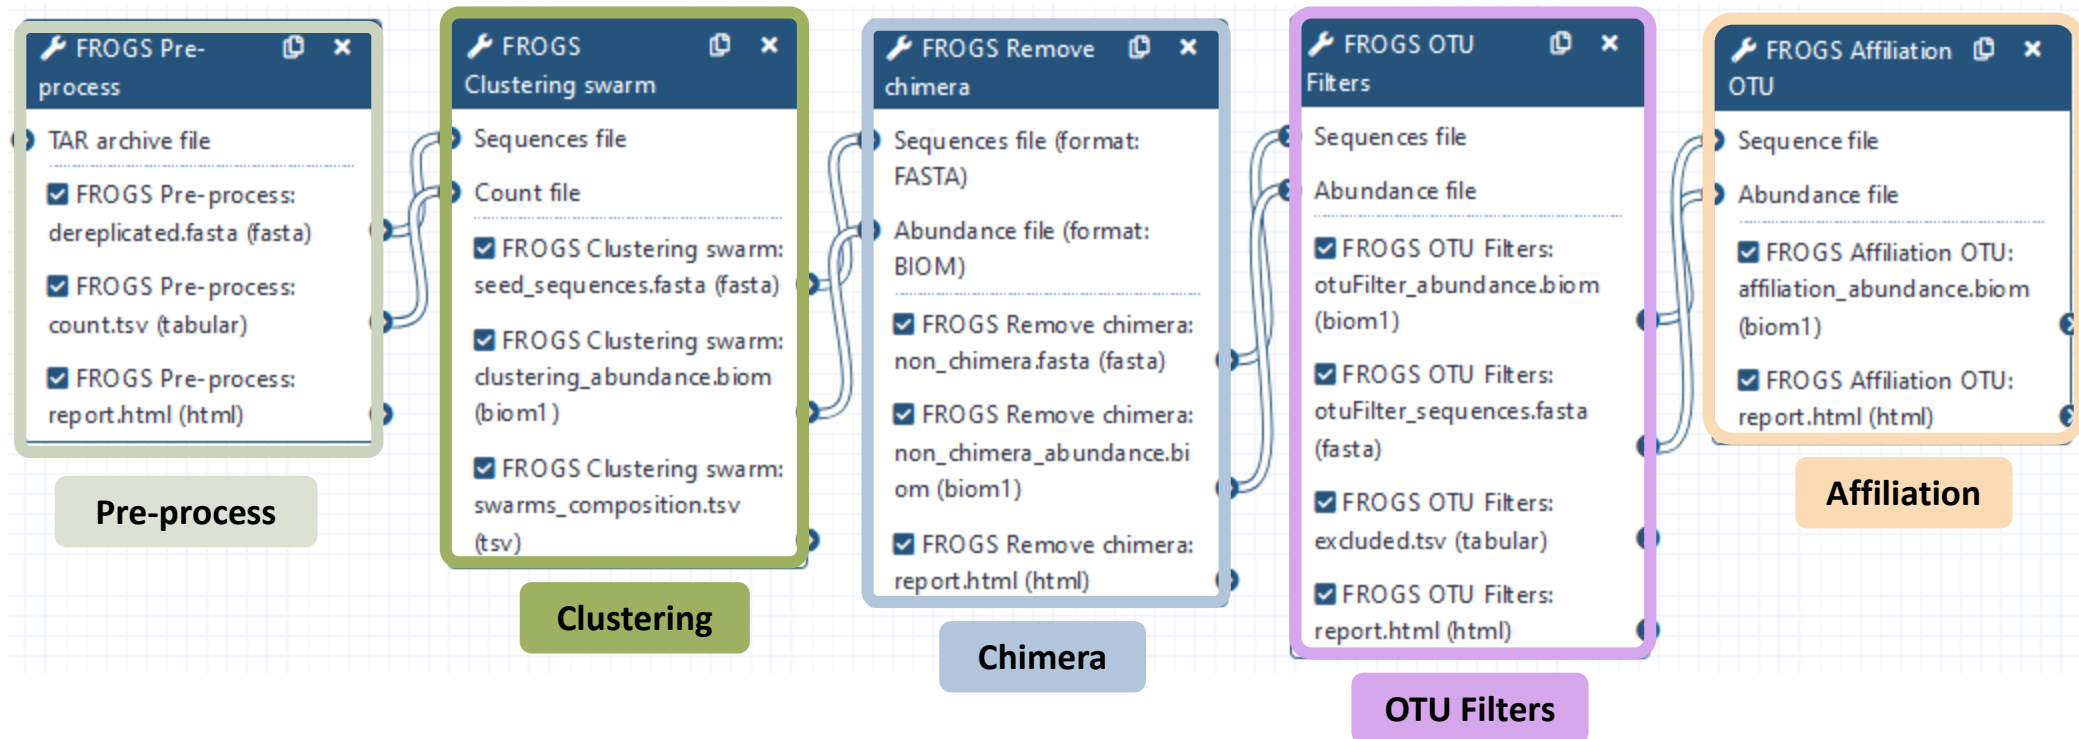 FROGS Pre-
process
TAR archive file
FROGS Pre-process:
dereplicated.fasta (fasta)
FROGS Pre-process:
count.tsv (tabular)
FROGS Pre-process:
report.html (html)
Pre-process
FROGS
Clustering swarm
Sequences file
Count file
FROGS Clustering swarm:
seed_sequences.fasta (fasta)
FROGS Clustering swarm:
clustering_abundance.biom
(biom1)
FROGS Clustering swarm:
swarms_composition.tsv
(tsv)
Clustering
FROGS Remove
chimera
Sequences file (format:
FASTA)
Abundance file (format:
BIOM)
FROGS Remove chimera:
non_chimera.fasta (fasta)
FROGS Remove chimera:
non_chimera_abundance.bi
om (biom1)
FROGS Remove chimera:
report.html (html)
Chimera
FROGS OTU
Filters
Sequences file
Abundance file
FROGS OTU Filters:
otuFilter_abundance.biom
(biom1)
FROGS OTU Filters:
otuFilter_sequences.fasta
(fasta)
FROGS OTU Filters:
excluded.tsv (tabular)
FROGS OTU Filters:
report.html (html)
OTU Filters
FROGS Affiliation
OTU
Sequence file
Abundance file
FROGS Affiliation OTU:
affiliation_abundance.biom
(biom1)
FROGS Affiliation OTU:
report.html (html)
Affiliation